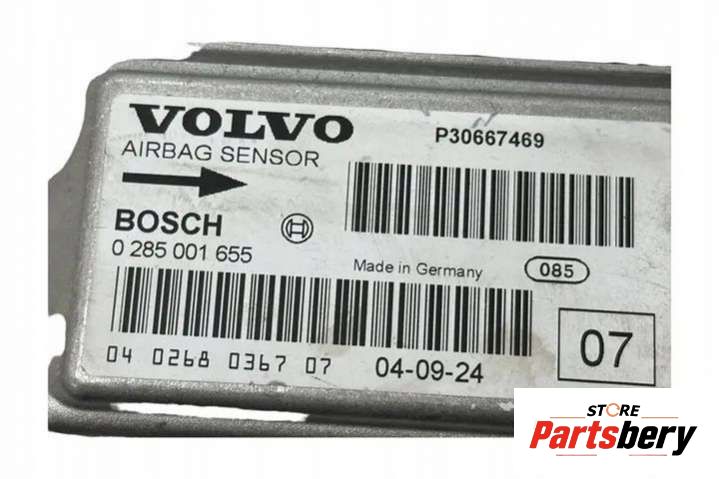 VOLVO
P30667469
AIRBAG SENSOR
BOSCH
0 285 001 655
Made in Germany
085
04 0268 0367 07
04-09-24
07
STORE
Partsbery